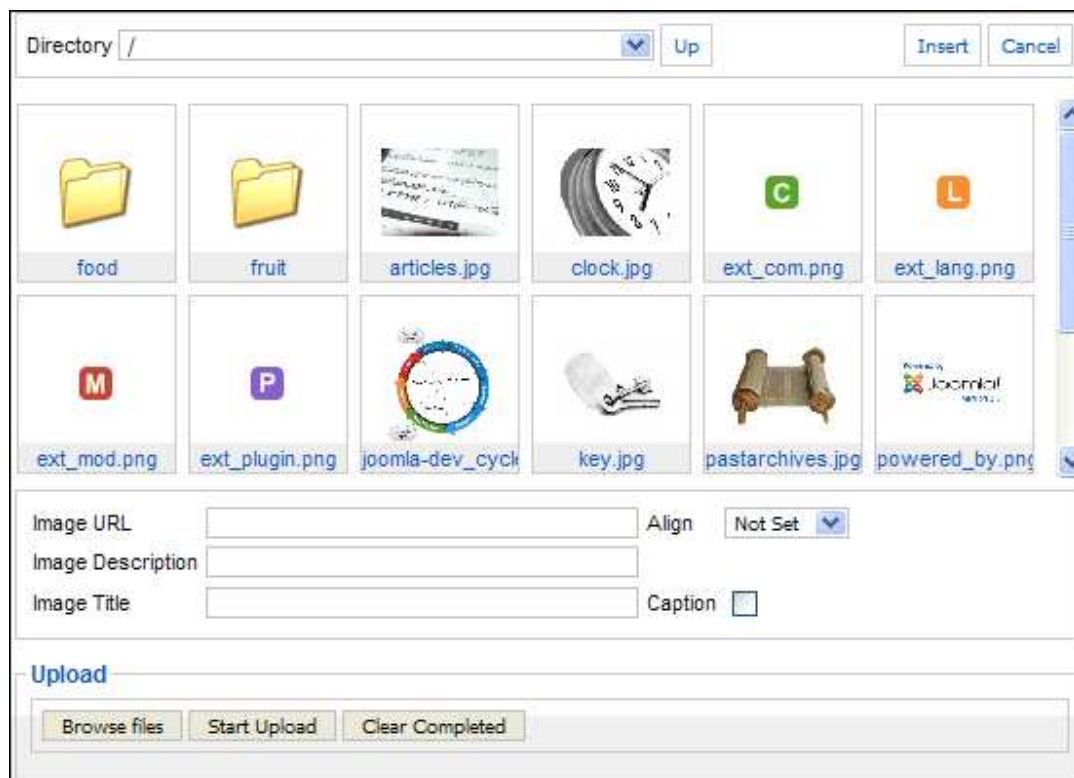 Directory / Up Insert Cancel
food fruit articles.jpg clock.jpg ext_com.png ext_lang.png
C L
M P
Joomla!
ext_mod.png ext_plugin.png joomla-dev_cycl key.jpg pastarchives.jpg powered_by.png
Image URL Align Not Set
Image Description
Image Title Caption
Upload
Browse files Start Upload Clear Completed